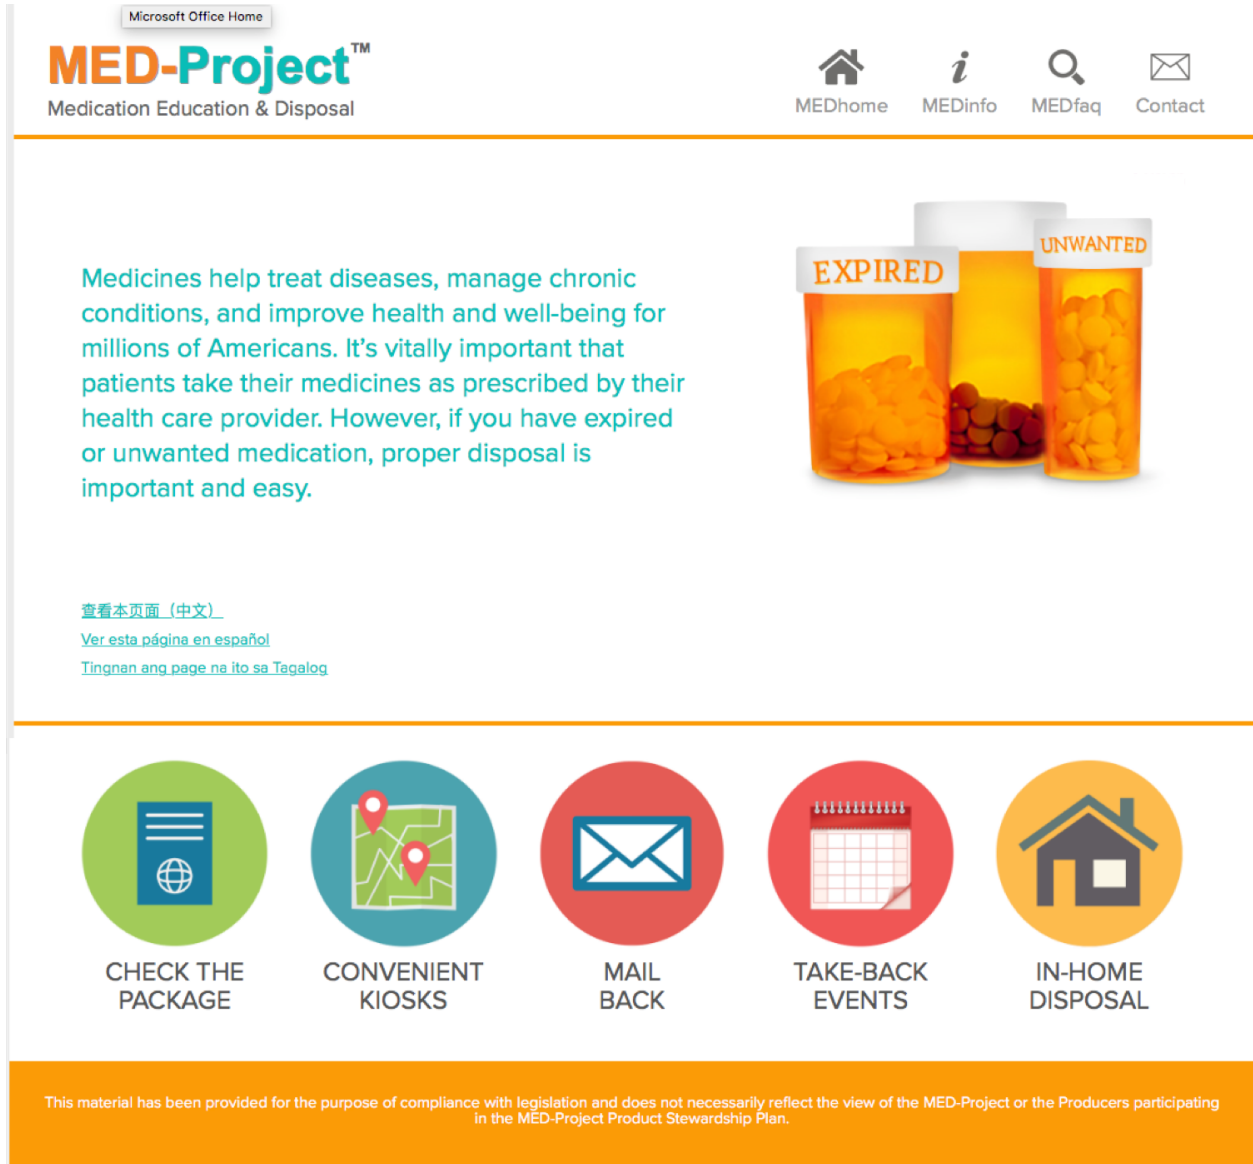 Microsoft Office Home
MED-Project™
Medication Education & Disposal
MEDhome
MEDinfo
MEDfaq
Contact
EXPIRED
UNWANTED
Medicines help treat diseases, manage chronic
conditions, and improve health and well-being for
millions of Americans. It’s vitally important that
patients take their medicines as prescribed by their
health care provider. However, if you have expired
or unwanted medication, proper disposal is
important and easy.
查看本页面（中文）
Ver esta página en español
Tingnan ang page na ito sa Tagalog
CHECK THE
PACKAGE
CONVENIENT
KIOSKS
MAIL
BACK
TAKE-BACK
EVENTS
IN-HOME
DISPOSAL
This material has been provided for the purpose of compliance with legislation and does not necessarily reflect the view of the MED-Project or the Producers participating
in the MED-Project Product Stewardship Plan.